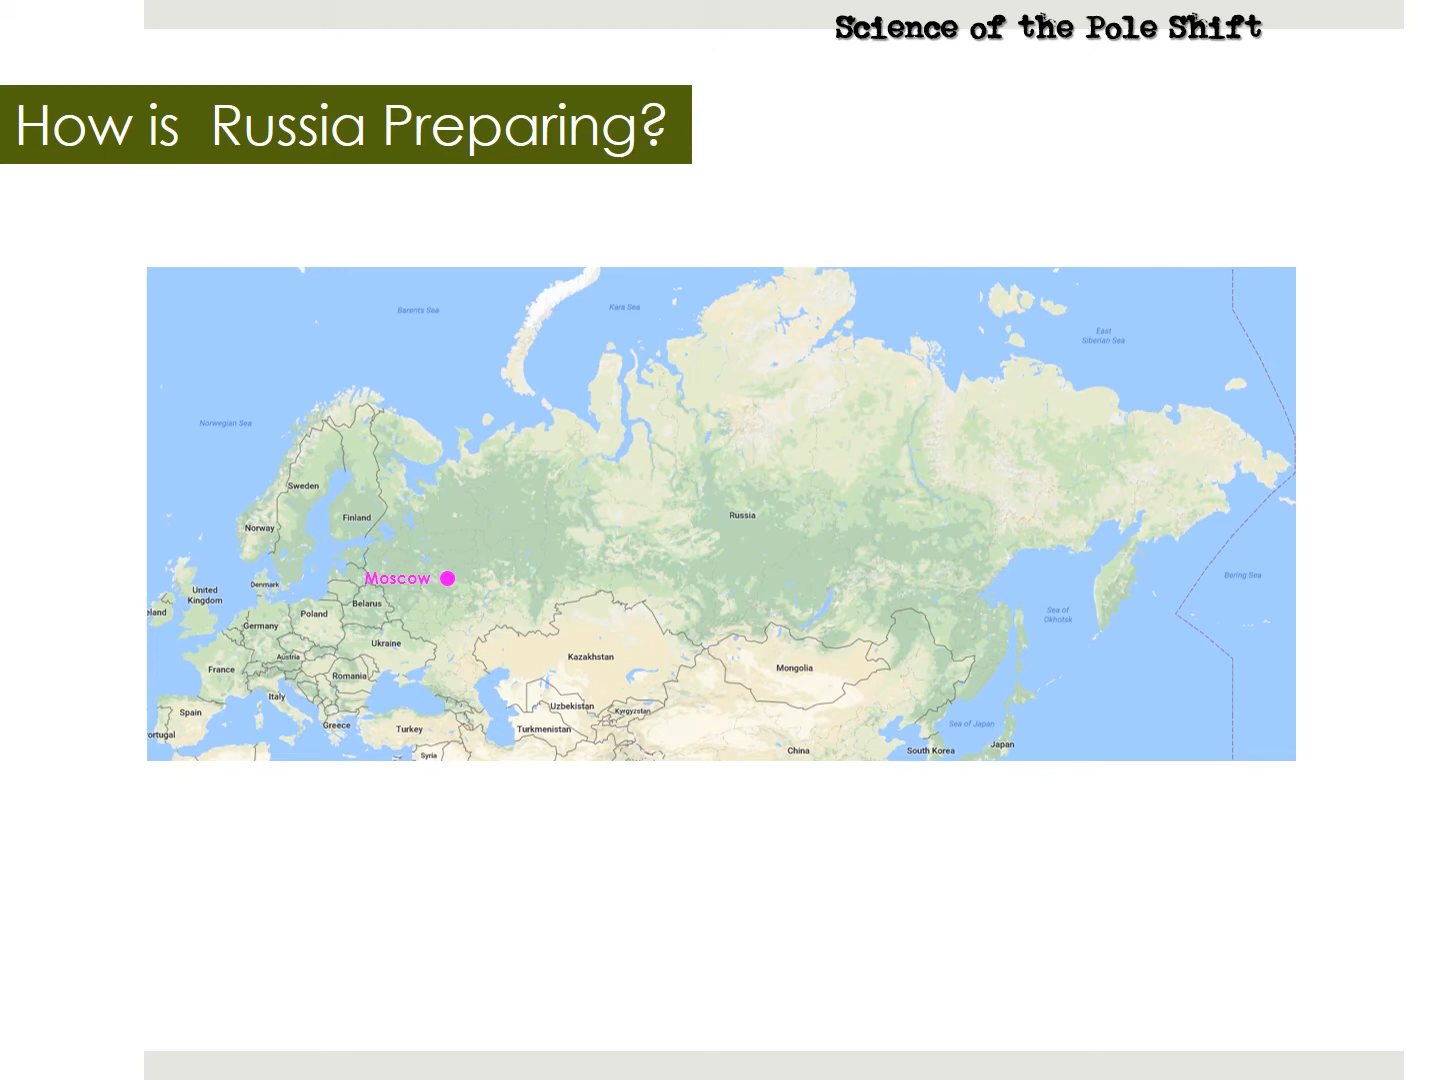 Science of the Pole Shift
How is  Russia Preparing?
Barents Sea
Kara Sea
East
Siberian Sea
Norwegian Sea
Sweden
Finland
Norway
Russia
Moscow
Denmark
United
Kingdom
eland
Poland
Belarus
Germany
Ukraine
Austria
France
Romania
Italy
Spain
Greece
ortugal
Turkey
Syria
Kazakhstan
Uzbekistan
Kyrgyzstan
Turkmenistan
Mongolia
China
Bering Sea
Sea of
Okhotsk
Sea of Japan
South Korea
Japan